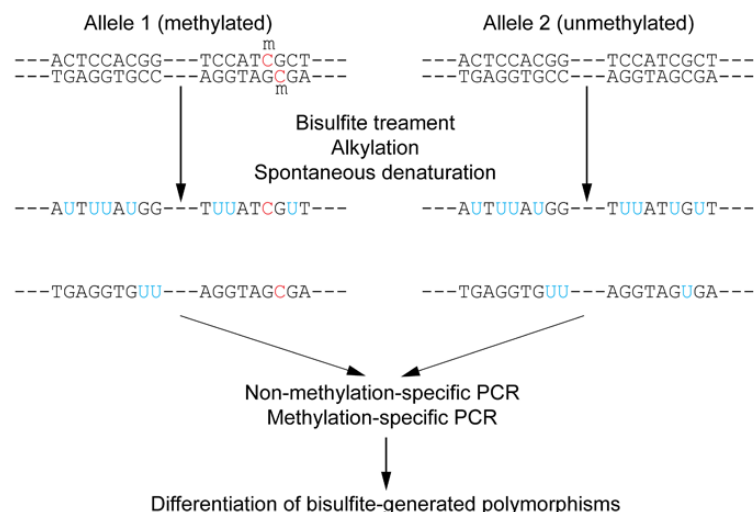 Allele 1 (methylated) Allele 2 (unmethylated)
m
---ACTCCACGG---TCCATCGCT--- ---ACTCCACGG---TCCATCGCT---
---TGAGGTGCC---AGGTAGCGA--- ---TGAGGTGCC---AGGTAGCGA---
m
Bisulfite treament
Alkylation
Spontaneous denaturation
---AUTUUAUGG---TUUATCGUT--- ---AUTUUAUGG---TUUATUGUT---
---TGAGGTGUU---AGGTAGCGA--- ---TGAGGTGUU---AGGTAGUGA---
Non-methylation-specific PCR
Methylation-specific PCR
Differentiation of bisulfite-generated polymorphisms